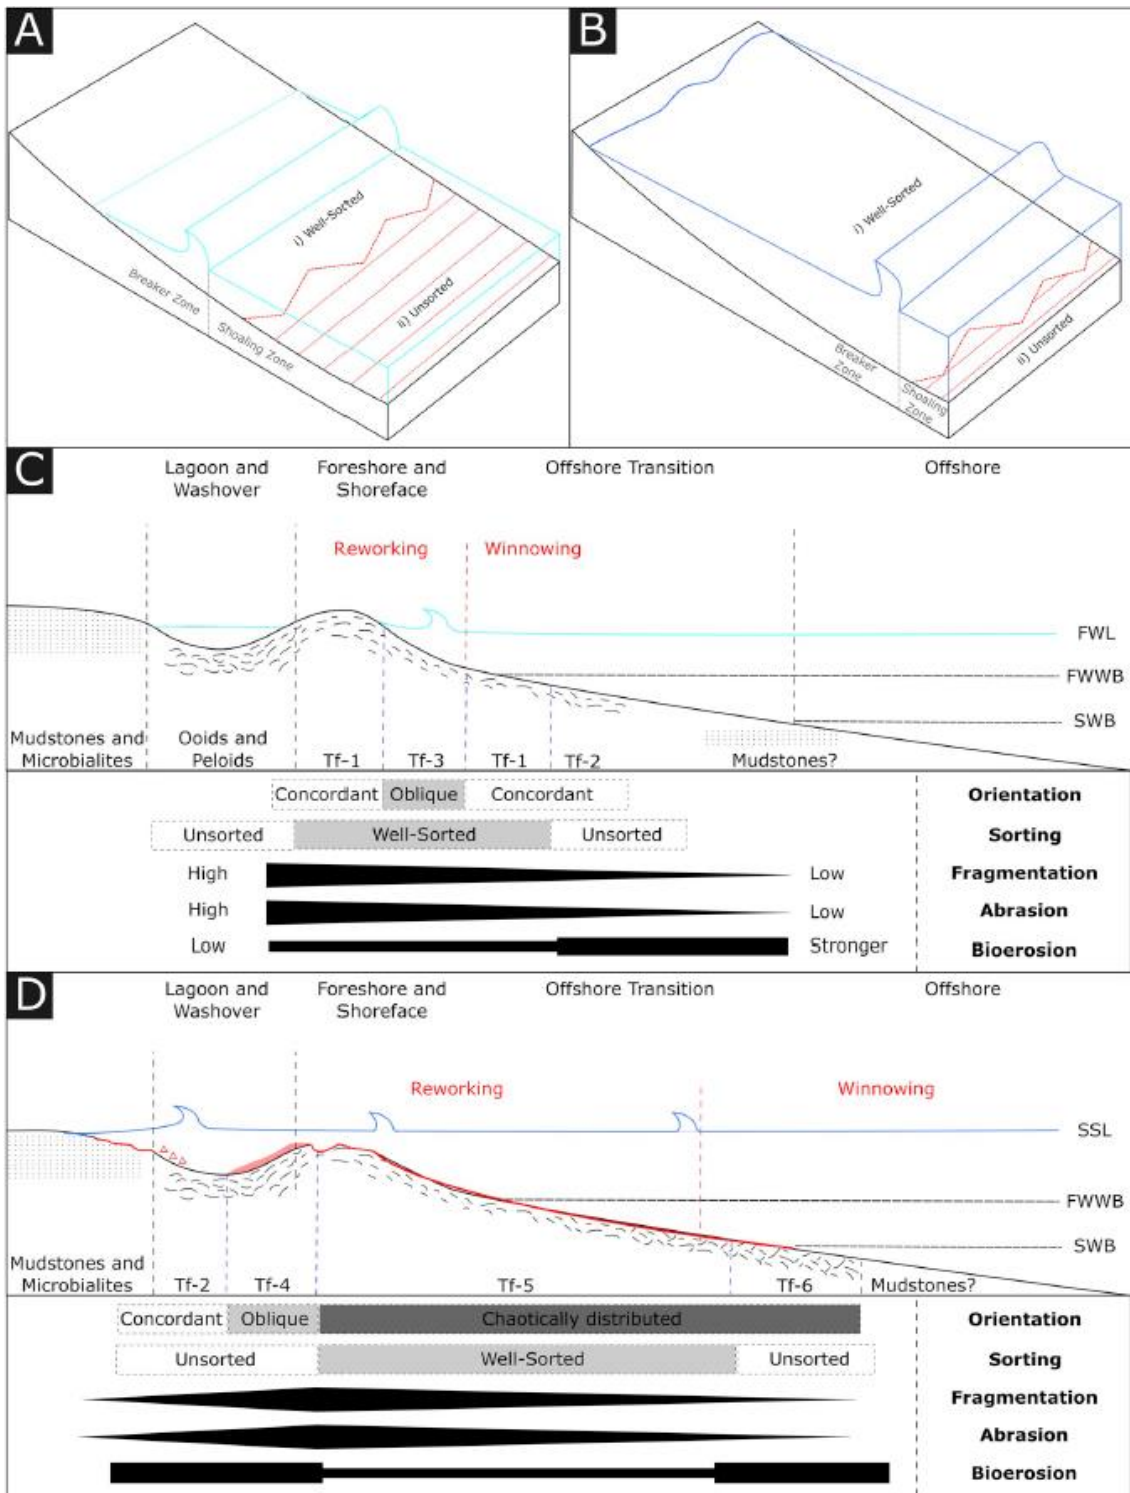 A
i) Well-Sorted
ii) Unsorted
Breaker Zone
Shoaling Zone
B
i) Well-Sorted
ii) Unsorted
Breaker
Zone
Shoaling
Zone
C
Lagoon and
Washover
Foreshore and
Shoreface
Offshore Transition
Offshore
Reworking
Winnowing
FWL
FWWB
SWB
Mudstones and
Microbialites
Ooids and
Peloids
Tf-1
Tf-3
Tf-1
Tf-2
Mudstones?
Concordant
Oblique
Concordant
Orientation
Unsorted
Well-Sorted
Unsorted
Sorting
High
Low
Fragmentation
High
Low
Abrasion
Low
Stronger
Bioerosion
D
Lagoon and
Washover
Foreshore and
Shoreface
Offshore Transition
Offshore
Reworking
Winnowing
SSL
FWWB
SWB
Mudstones and
Microbialites
Tf-2
Tf-4
Tf-5
Tf-6
Mudstones?
Concordant
Oblique
Chaotically distributed
Orientation
Unsorted
Well-Sorted
Unsorted
Sorting
Fragmentation
Abrasion
Bioerosion